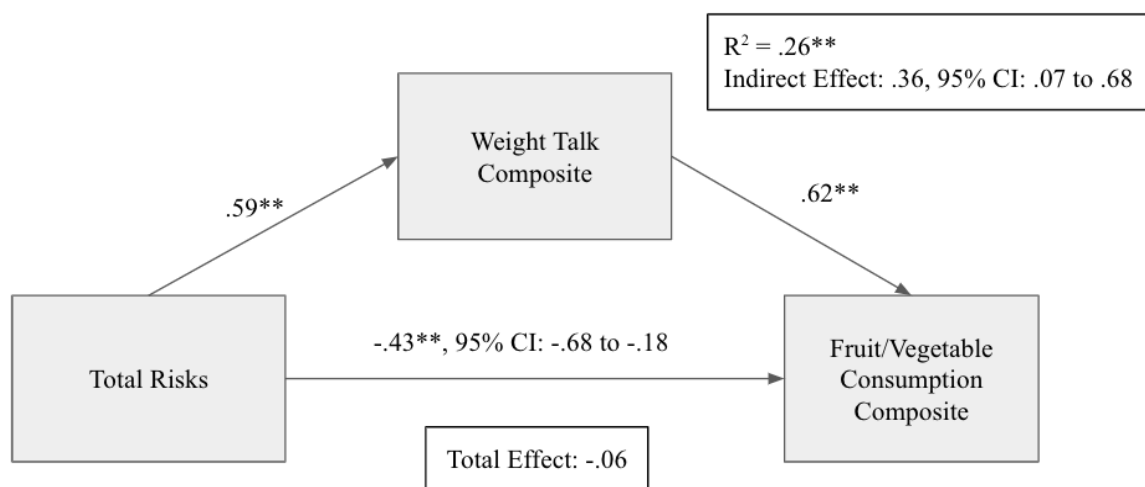 R² = .26**
Indirect Effect: .36, 95% CI: .07 to .68
Weight Talk
Composite
.59**
.62**
-.43**, 95% CI: -.68 to -.18
Total Risks
Fruit/Vegetable
Consumption
Composite
Total Effect: -.06